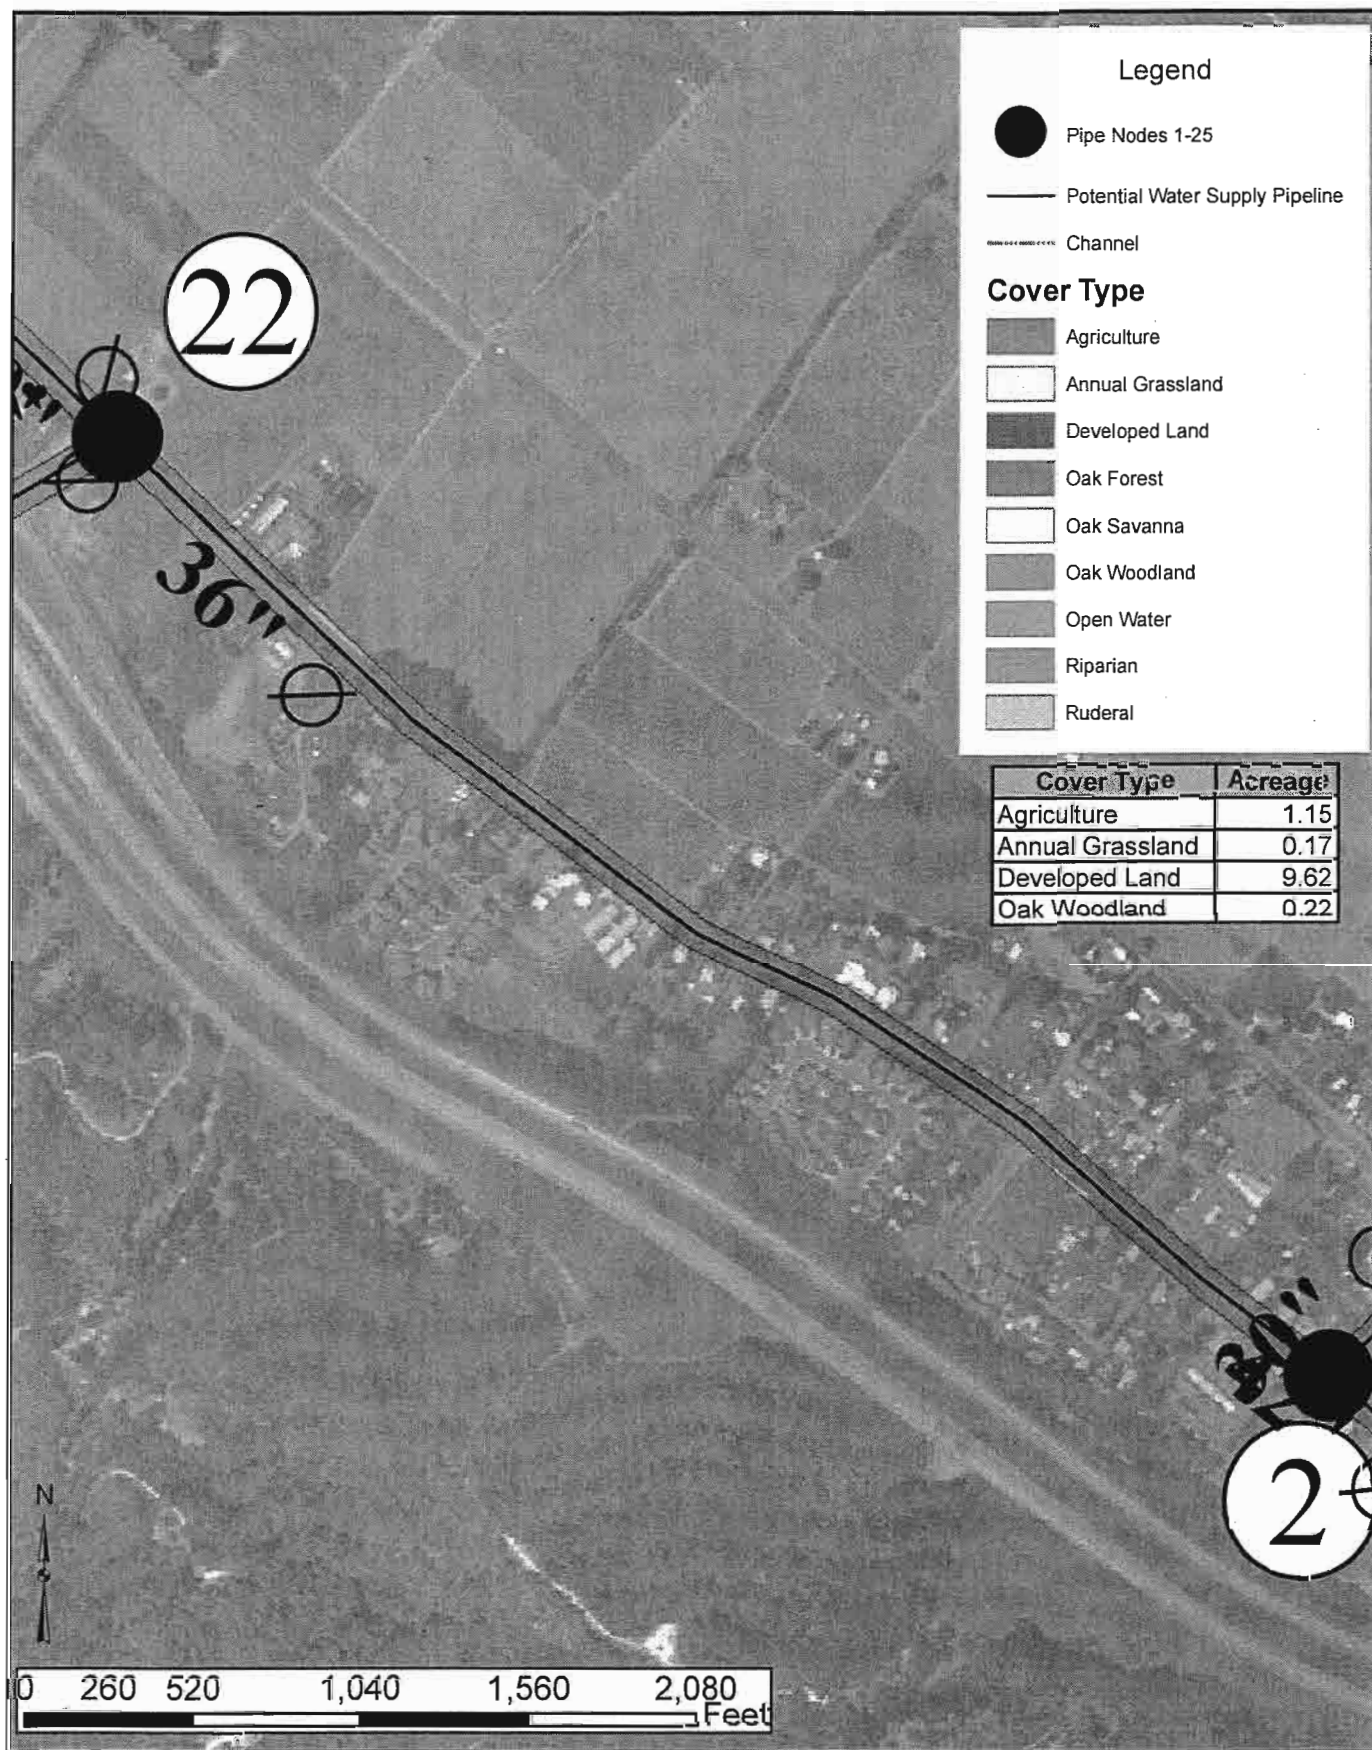 Legend
Pipe Nodes 1-25
Potential Water Supply Pipeline
Channel
Cover Type
Agriculture
Annual Grassland
Developed Land
Oak Forest
Oak Savanna
Oak Woodland
Open Water
Riparian
Ruderal
22
36"
Cover Type Acreage
Agriculture 1.15
Annual Grassland 0.17
Developed Land 9.62
Oak Woodland 0.22
2
N
0 260 520 1,040 1,560 2,080
Feet